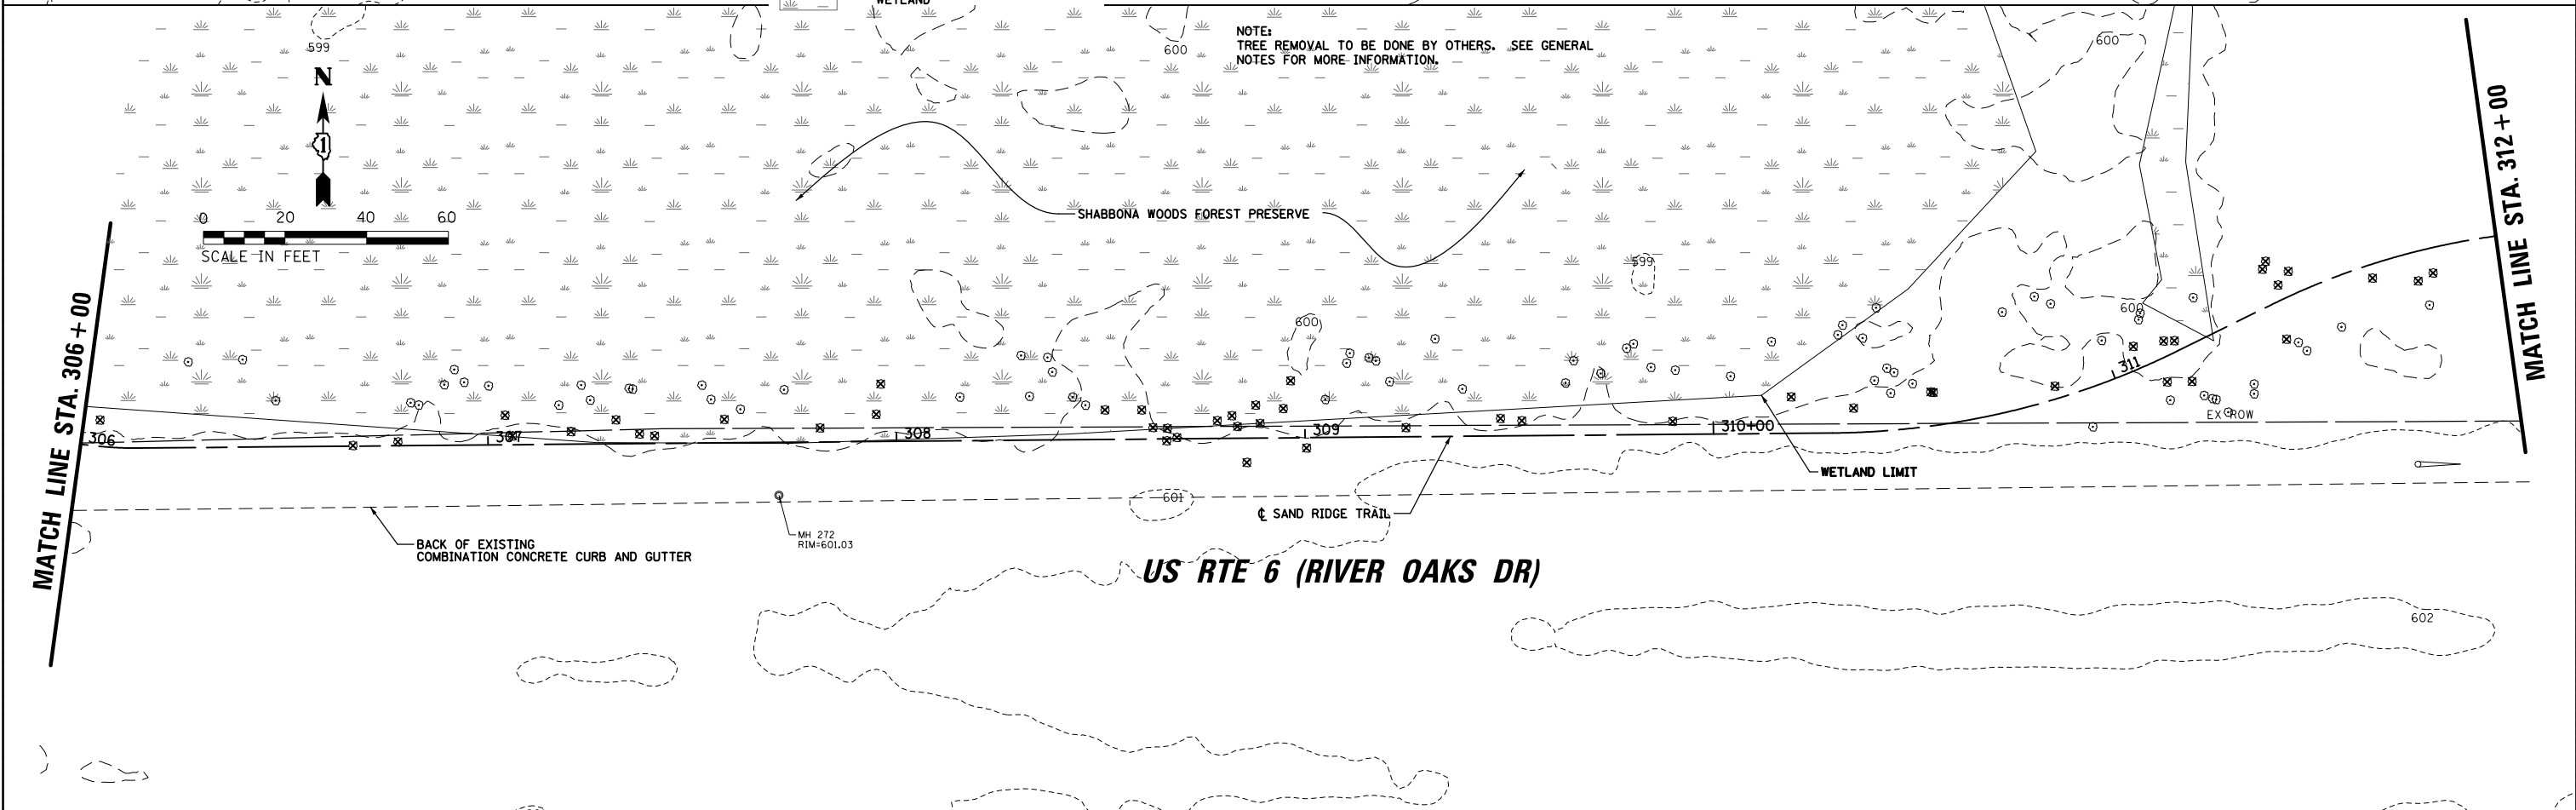 WETLAND
599
N
1
0 20 40 60
SCALE IN FEET
600
NOTE:
TREE REMOVAL TO BE DONE BY OTHERS. SEE GENERAL
NOTES FOR MORE INFORMATION.
600
MATCH LINE STA. 312+00
SHABBONA WOODS FOREST PRESERVE
599
600
600
MATCH LINE STA. 306+00
306
307
308
309
310+00
311
EX ROW
WETLAND LIMIT
601
℄ SAND RIDGE TRAIL
MH 272
RIM=601.03
BACK OF EXISTING
COMBINATION CONCRETE CURB AND GUTTER
US RTE 6 (RIVER OAKS DR)
602